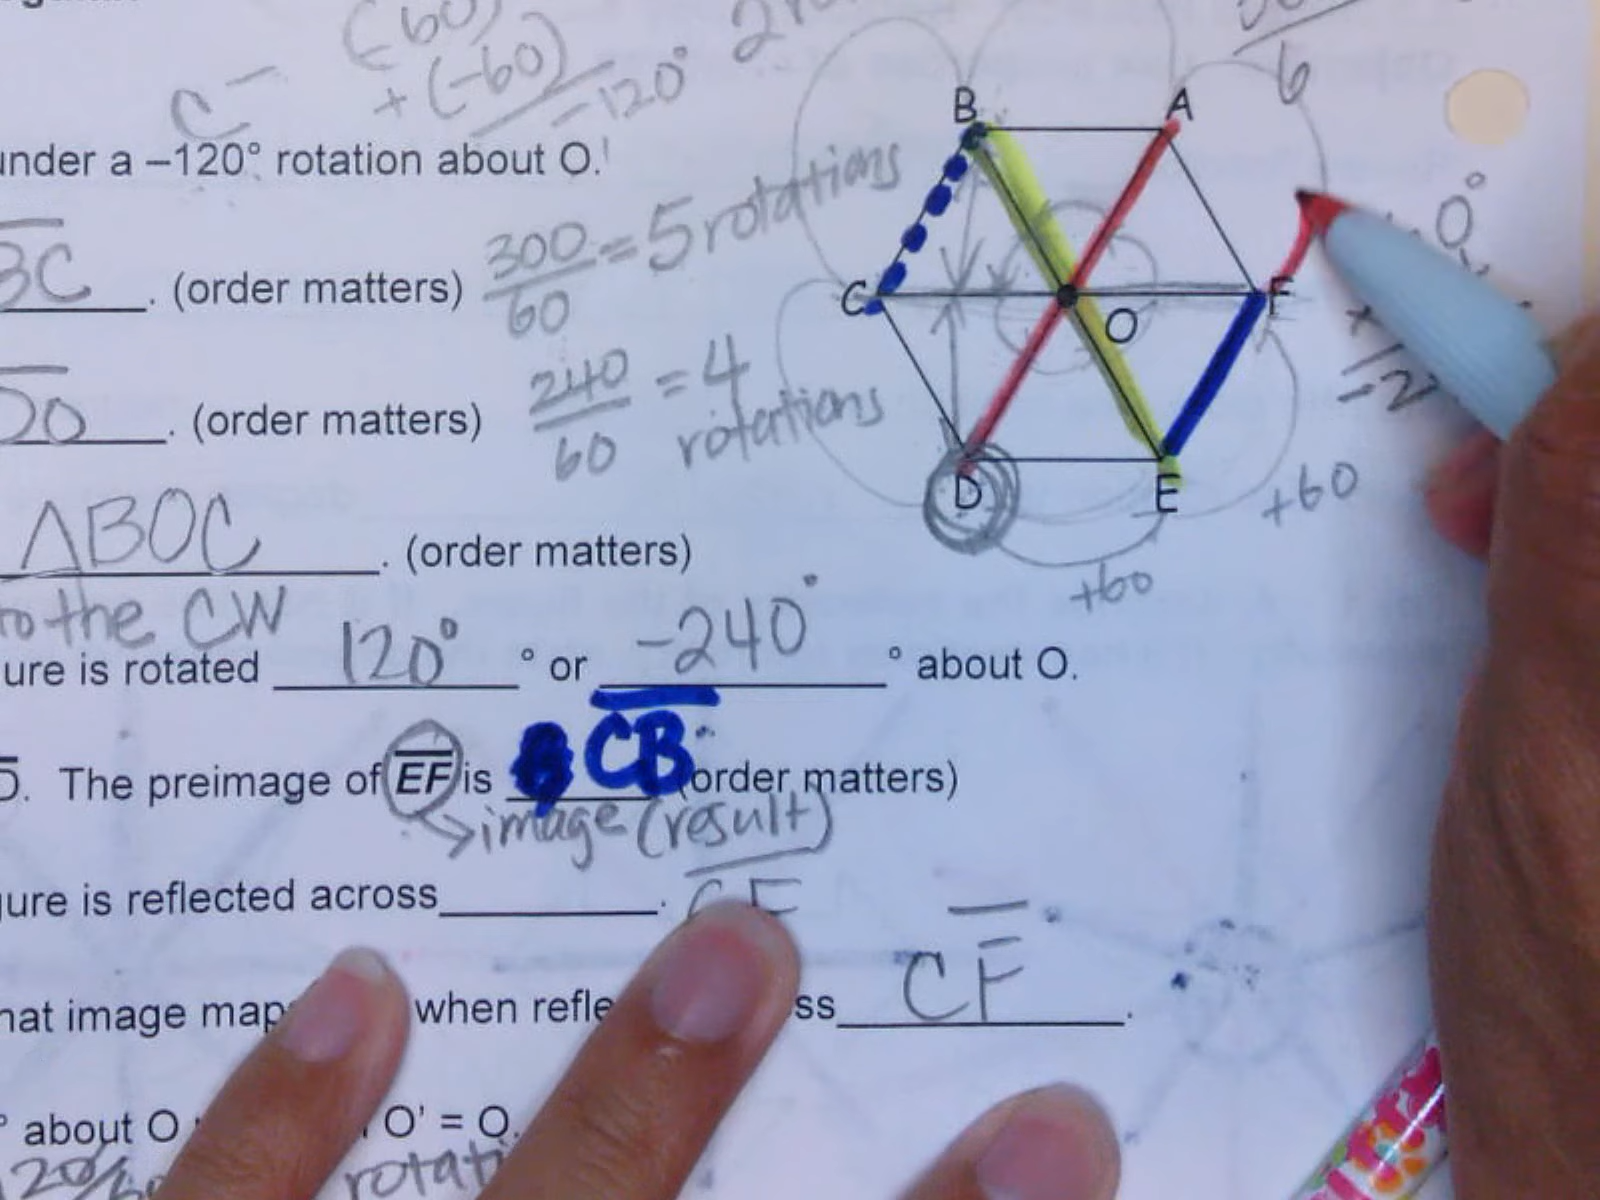 (-60)
+ (-60)
-120°
C -
6
B A
under a –120° rotation about O.
BC . (order matters) 300/60 = 5 rotations
C F
O
DO . (order matters) 240/60 = 4 rotations
D E
+60
ΔBOC . (order matters)
+60
to the CW
ure is rotated 120° ° or -240° ° about O.
The preimage of EF is CB (order matters)
image (result)
gure is reflected across . CF
hat image map when refle ss CF .
° about O O' = O.